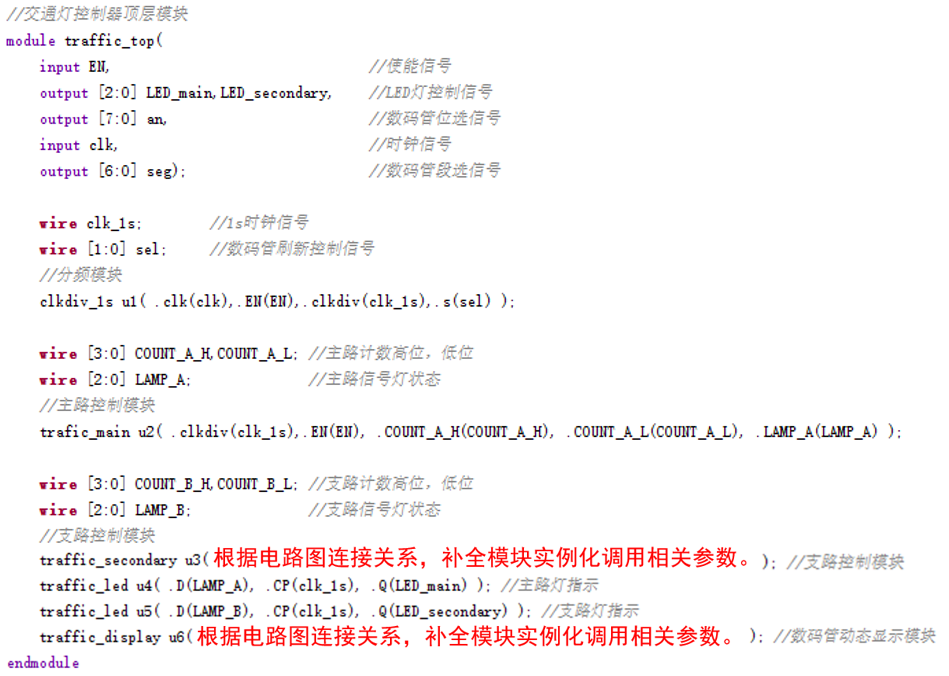 //交通灯控制器顶层模块
module traffic_top(
input EN, //使能信号
output [2:0] LED_main,LED_secondary, //LED灯控制信号
output [7:0] an, //数码管位选信号
input clk, //时钟信号
output [6:0] seg); //数码管段选信号
wire clk_1s; //1s时钟信号
wire [1:0] sel; //数码管刷新控制信号
//分频模块
clkdiv_1s u1( .clk(clk),.EN(EN),.clkdiv(clk_1s),.s(sel) );
wire [3:0] COUNT_A_H,COUNT_A_L; //主路计数高位，低位
wire [2:0] LAMP_A; //主路信号灯状态
//主路控制模块
trafic_main u2( .clkdiv(clk_1s),.EN(EN), .COUNT_A_H(COUNT_A_H), .COUNT_A_L(COUNT_A_L), .LAMP_A(LAMP_A) );
wire [3:0] COUNT_B_H,COUNT_B_L; //支路计数高位，低位
wire [2:0] LAMP_B; //支路信号灯状态
//支路控制模块
traffic_secondary u3( 根据电路图连接关系，补全模块实例化调用相关参数。 ); //支路控制模块
traffic_led u4( .D(LAMP_A), .CP(clk_1s), .Q(LED_main) ); //主路灯指示
traffic_led u5( .D(LAMP_B), .CP(clk_1s), .Q(LED_secondary) ); //支路灯指示
traffic_display u6( 根据电路图连接关系，补全模块实例化调用相关参数。 ); //数码管动态显示模块
endmodule